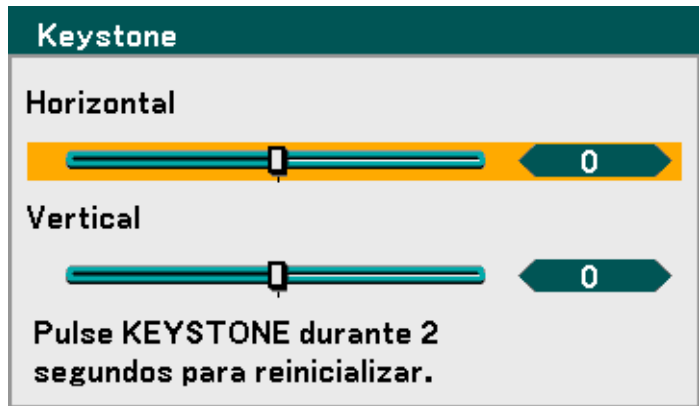 Keystone
Horizontal
0
Vertical
0
Pulse KEYSTONE durante 2
segundos para reinicializar.